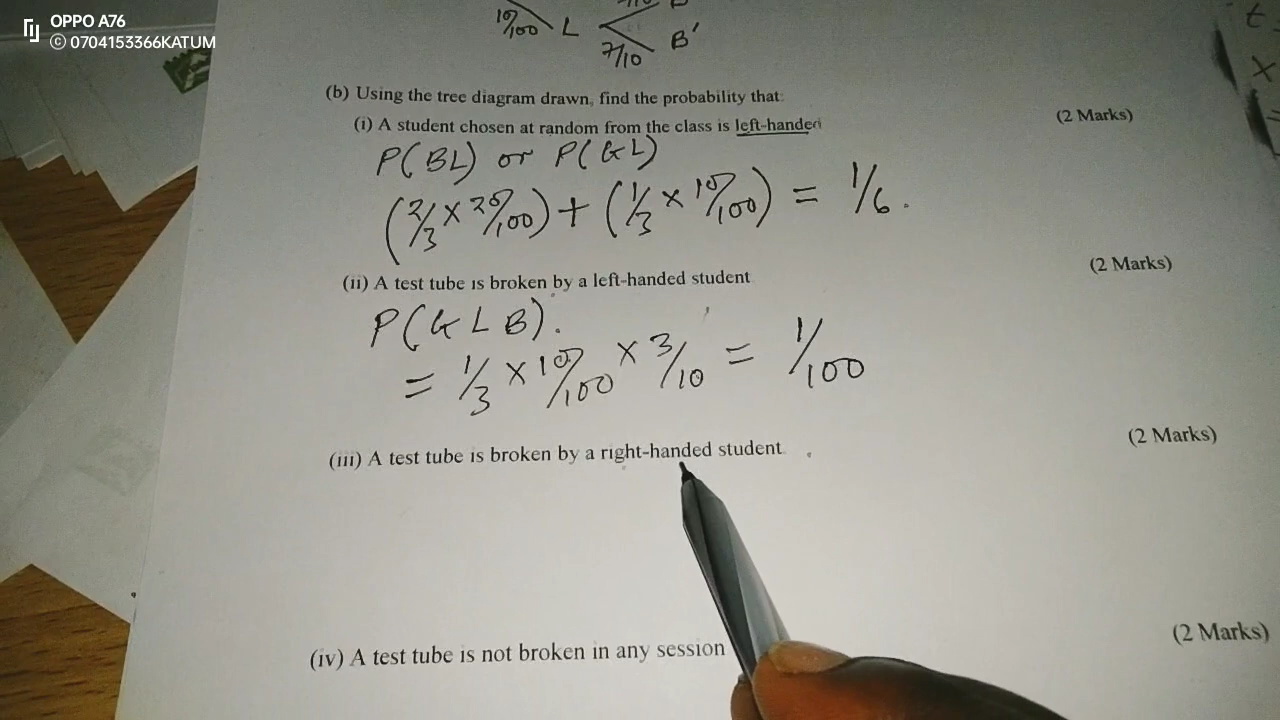 OPPO A76
© 0704153366KATUM
10/100 L
7/10 B'
t
x
(b) Using the tree diagram drawn, find the probability that:
(i) A student chosen at random from the class is left-handed (2 Marks)
P(BL) or P(GL)
(2/3 x 20/100) + (1/3 x 10/100) = 1/6.
(ii) A test tube is broken by a left-handed student (2 Marks)
P(GLB).
= 1/3 x 10/100 x 3/10 = 1/100
(iii) A test tube is broken by a right-handed student (2 Marks)
(iv) A test tube is not broken in any session (2 Marks)